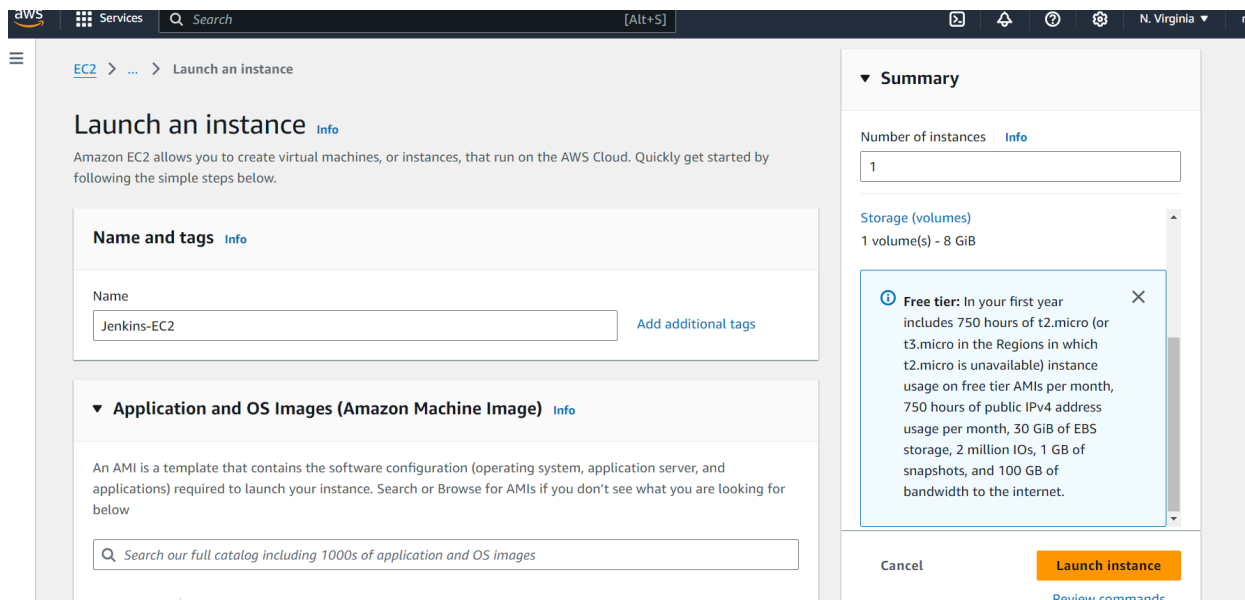 aws
Services
Search
[Alt+S]
N. Virginia
EC2 > ... > Launch an instance
Launch an instance Info
Amazon EC2 allows you to create virtual machines, or instances, that run on the AWS Cloud. Quickly get started by
following the simple steps below.
Name and tags Info
Name
Jenkins-EC2
Add additional tags
Application and OS Images (Amazon Machine Image) Info
An AMI is a template that contains the software configuration (operating system, application server, and
applications) required to launch your instance. Search or Browse for AMIs if you don't see what you are looking for
below
Search our full catalog including 1000s of application and OS images
Summary
Number of instances Info
1
Storage (volumes)
1 volume(s) - 8 GiB
Free tier: In your first year
includes 750 hours of t2.micro (or
t3.micro in the Regions in which
t2.micro is unavailable) instance
usage on free tier AMIs per month,
750 hours of public IPv4 address
usage per month, 30 GiB of EBS
storage, 2 million IOs, 1 GB of
snapshots, and 100 GB of
bandwidth to the internet.
Cancel
Launch instance
Review commands